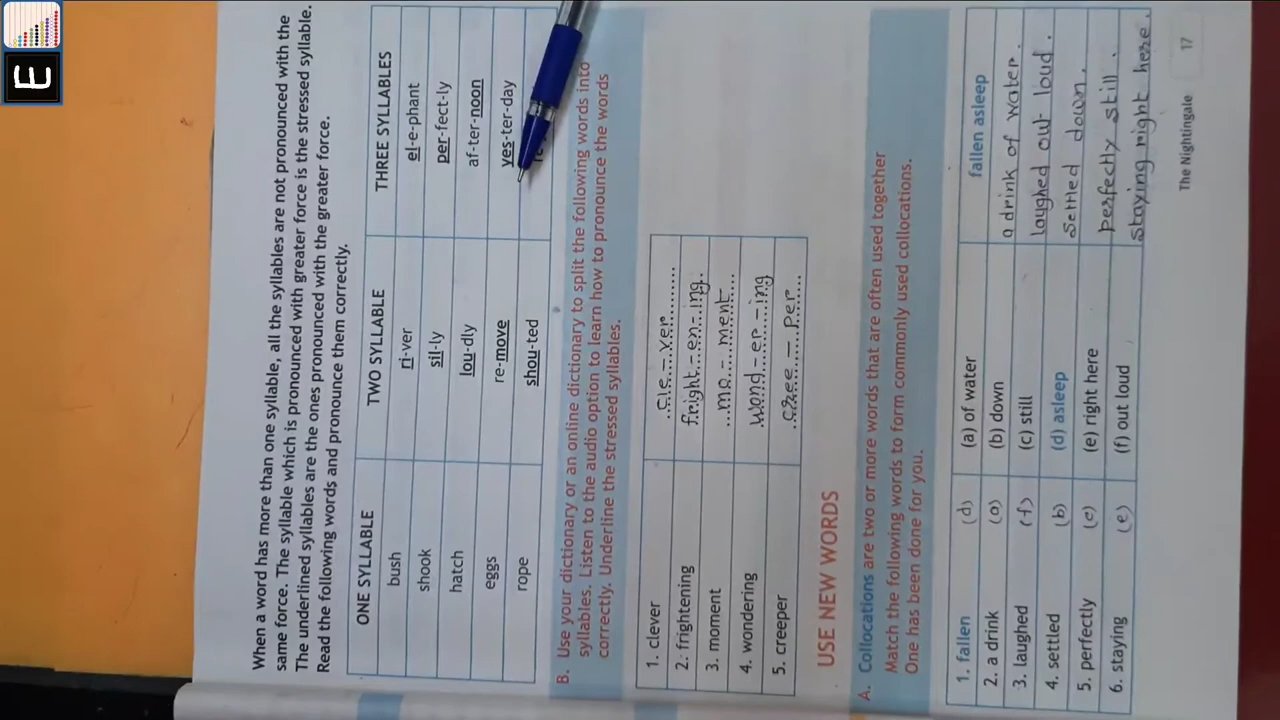 E
When a word has more than one syllable, all the syllables are not pronounced with the
same force. The syllable which is pronounced with greater force is the stressed syllable.
The underlined syllables are the ones pronounced with the greater force.
Read the following words and pronounce them correctly.
ONE SYLLABLE TWO SYLLABLE THREE SYLLABLES
bush ri-ver el-e-phant
shook sil-ly per-fect-ly
hatch lou-dly af-ter-noon
eggs re-move yes-ter-day
rope shou-ted
B. Use your dictionary or an online dictionary to split the following words into
syllables. Listen to the audio option to learn how to pronounce the words
correctly. Underline the stressed syllables.
1. clever cle-ver
2. frightening fright-en-ing
3. moment mo-ment
4. wondering wond-er-ing
5. creeper cree-per
USE NEW WORDS
A. Collocations are two or more words that are often used together
Match the following words to form commonly used collocations.
One has been done for you.
1. fallen (d) (a) of water fallen asleep
2. a drink (a) (b) down a drink of water.
3. laughed (f) (c) still laughed out loud.
4. settled (b) (d) asleep settled down.
5. perfectly (c) (e) right here perfectly still.
6. staying (e) (f) out loud staying right here.
The Nightingale 17